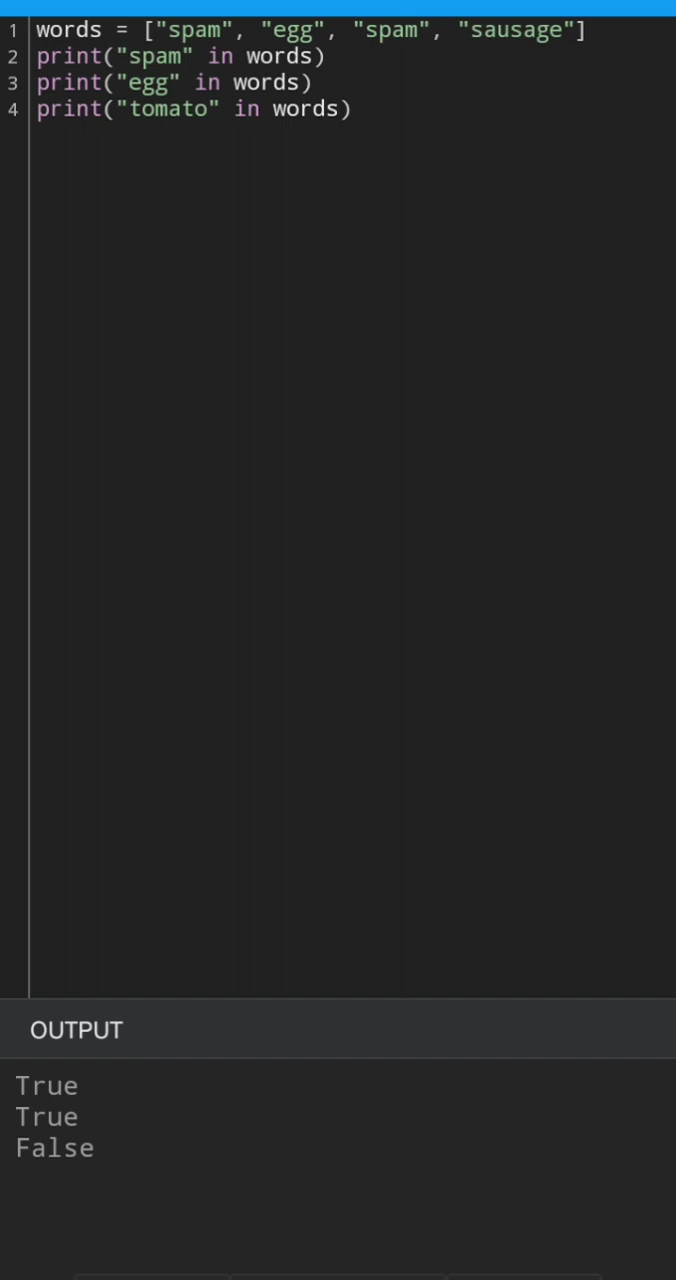 1 words = ["spam", "egg", "spam", "sausage"]
2 print("spam" in words)
3 print("egg" in words)
4 print("tomato" in words)
OUTPUT
True
True
False